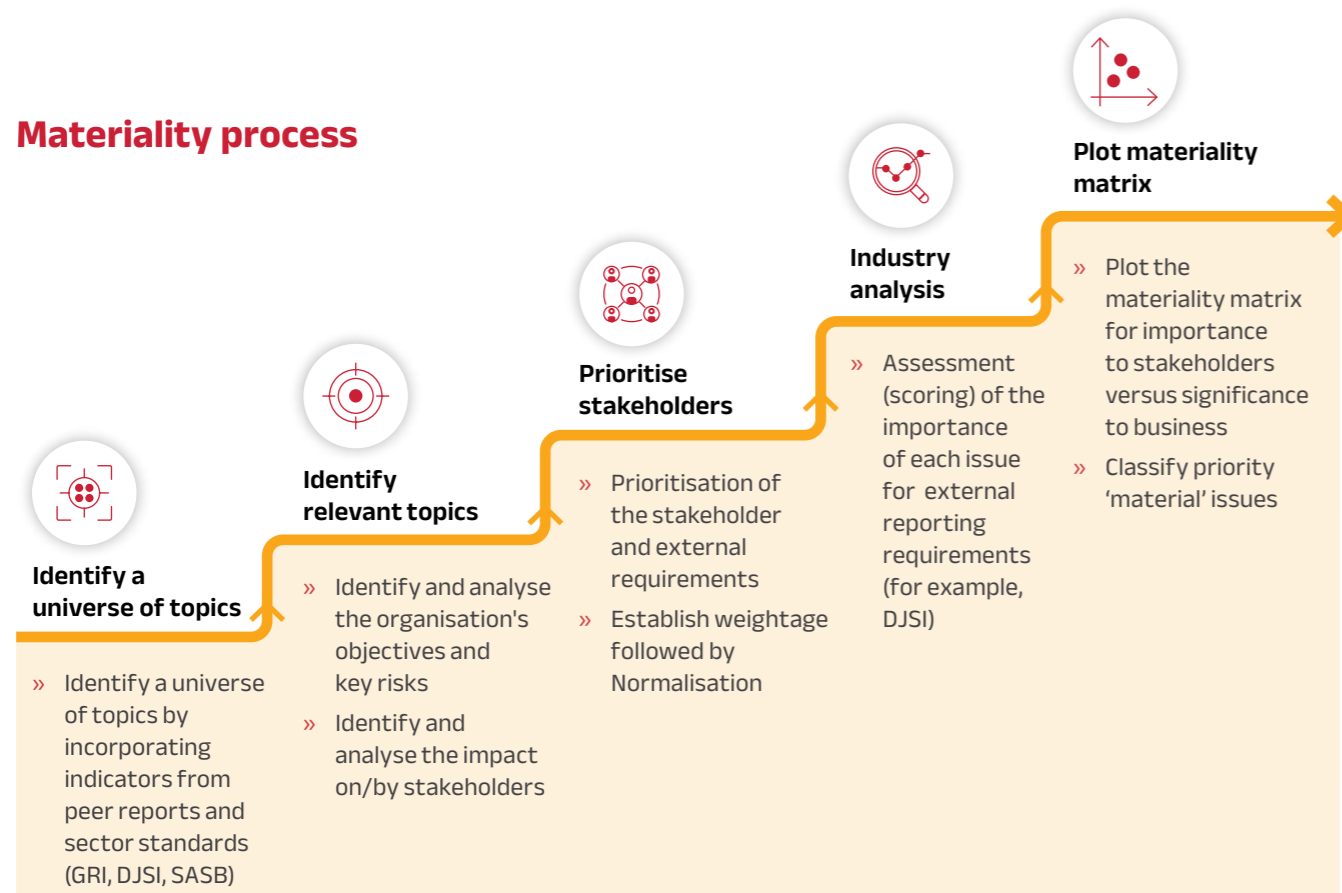 Materiality process
Identify a
universe of topics
» Identify a universe
of topics by
incorporating
indicators from
peer reports and
sector standards
(GRI, DJSI, SASB)
Identify
relevant topics
» Identify and analyse
the organisation's
objectives and
key risks
» Identify and
analyse the impact
on/by stakeholders
Prioritise
stakeholders
» Prioritisation of
the stakeholder
and external
requirements
» Establish weightage
followed by
Normalisation
Industry
analysis
» Assessment
(scoring) of the
importance
of each issue
for external
reporting
requirements
(for example,
DJSI)
Plot materiality
matrix
» Plot the
materiality matrix
for importance
to stakeholders
versus significance
to business
» Classify priority
‘material’ issues